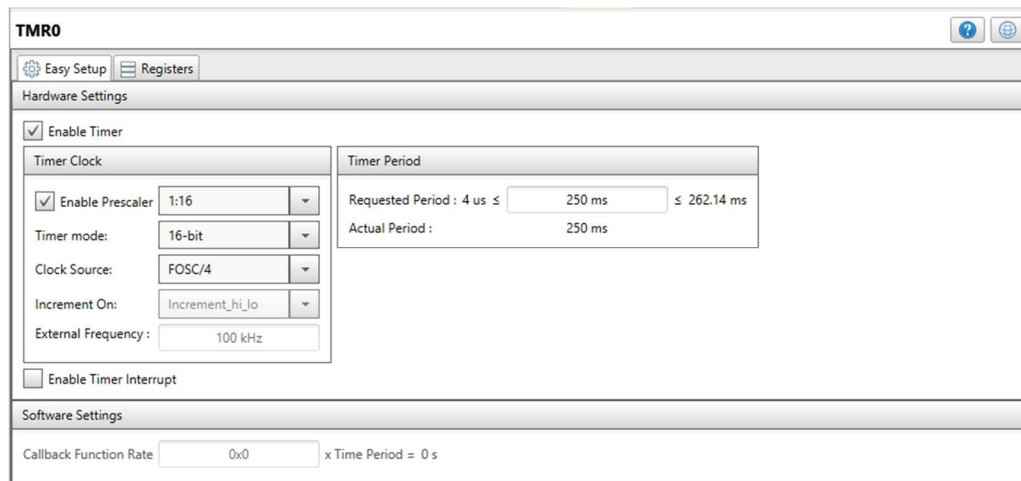 TMR0
?
Easy Setup Registers
Hardware Settings
Enable Timer
Timer Clock
Enable Prescaler 1:16
Timer mode: 16-bit
Clock Source: FOSC/4
Increment On: Increment_hi_lo
External Frequency : 100 kHz
Timer Period
Requested Period : 4 us ≤ 250 ms ≤ 262.14 ms
Actual Period : 250 ms
Enable Timer Interrupt
Software Settings
Callback Function Rate 0x0 x Time Period = 0 s